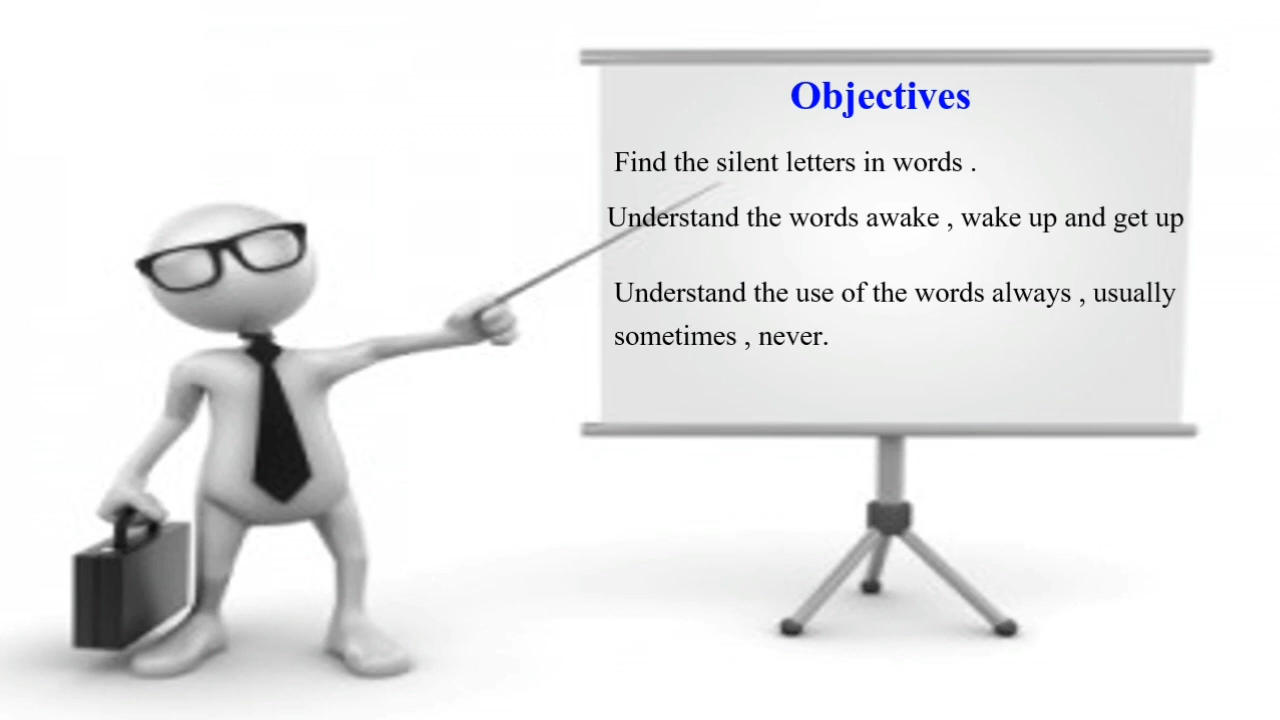 Objectives
Find the silent letters in words .
Understand the words awake , wake up and get up
Understand the use of the words always , usually
sometimes , never.